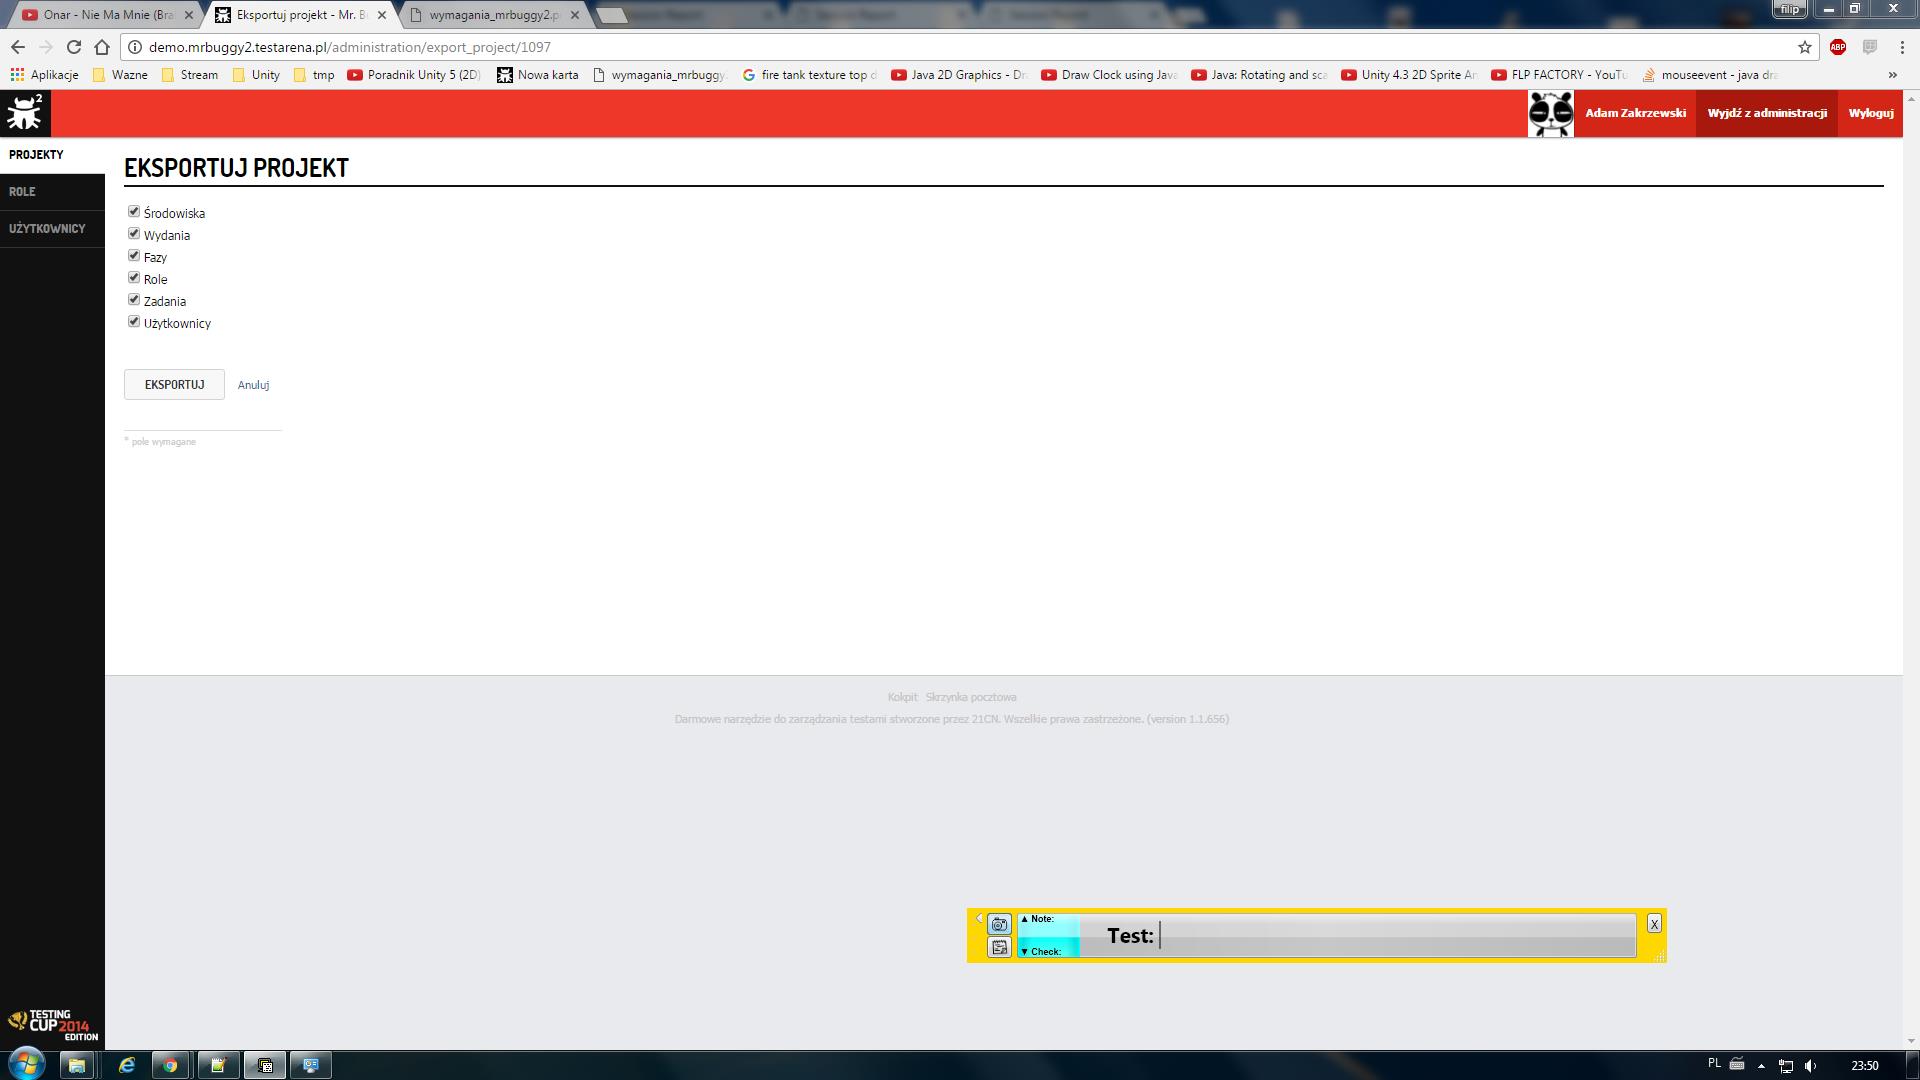 Onar - Nie Ma Mnie (Bra
Eksportuj projekt - Mr. Bu
wymagania_mrbuggy2.p
filip
demo.mrbuggy2.testarena.pl/administration/export_project/1097
ABP
Aplikacje
Wazne
Stream
Unity
tmp
Poradnik Unity 5 (2D)
Nowa karta
wymagania_mrbuggy.
fire tank texture top d
Java 2D Graphics - Dr
Draw Clock using Java
Java: Rotating and sca
Unity 4.3 2D Sprite An
FLP FACTORY - YouTu
mouseevent - java dra
»
2
Adam Zakrzewski
Wyjdź z administracji
Wyloguj
PROJEKTY
ROLE
UŻYTKOWNICY
EKSPORTUJ PROJEKT
Środowiska
Wydania
Fazy
Role
Zadania
Użytkownicy
EKSPORTUJ
Anuluj
* pole wymagane
Kokpit Skrzynka pocztowa
Darmowe narzędzie do zarządzania testami stworzone przez 21CN. Wszelkie prawa zastrzeżone. (version 1.1.656)
▲ Note:
Test:
▼ Check:
X
TESTING
CUP 2014
EDITION
PL
23:50